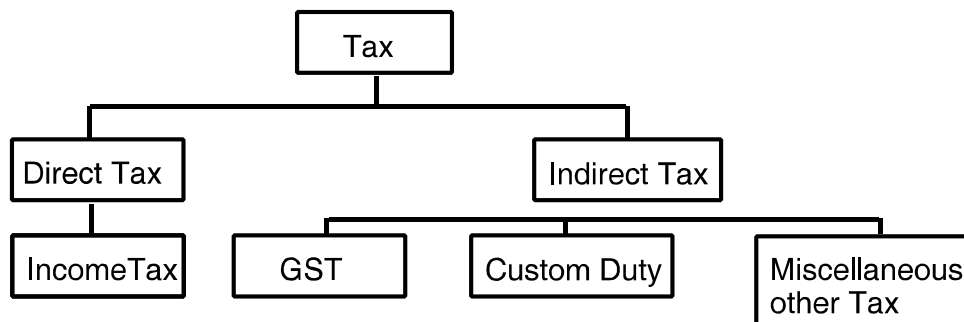 Tax
Direct Tax
Indirect Tax
IncomeTax
GST
Custom Duty
Miscellaneous
other Tax